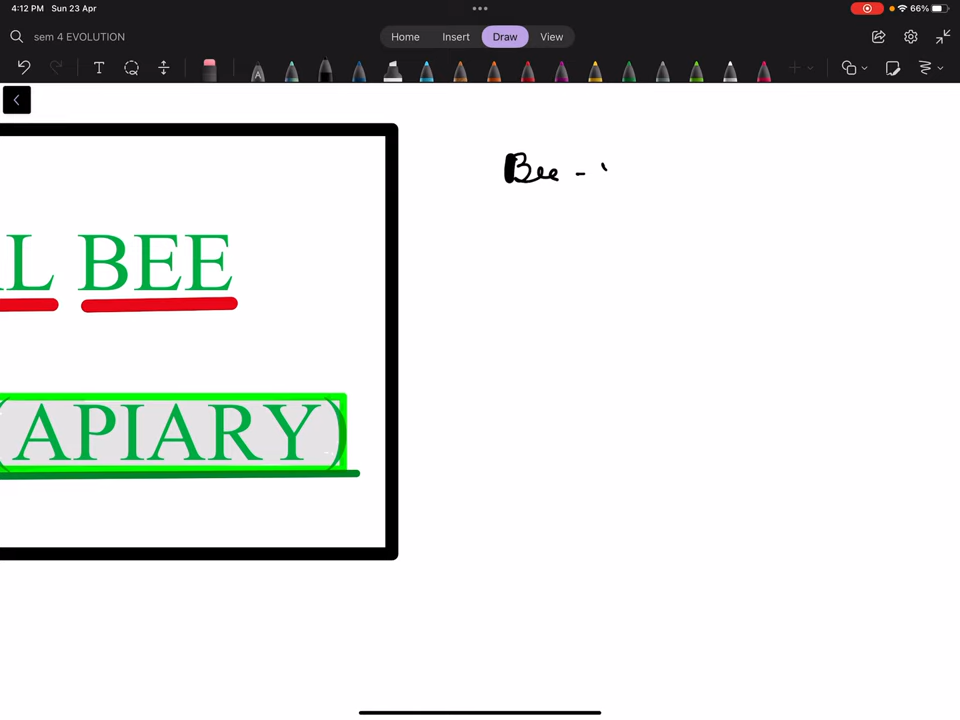 4:12 PM Sun 23 Apr
66%
sem 4 EVOLUTION
Home Insert Draw View
T
A
Bee -
L BEE
(APIARY)